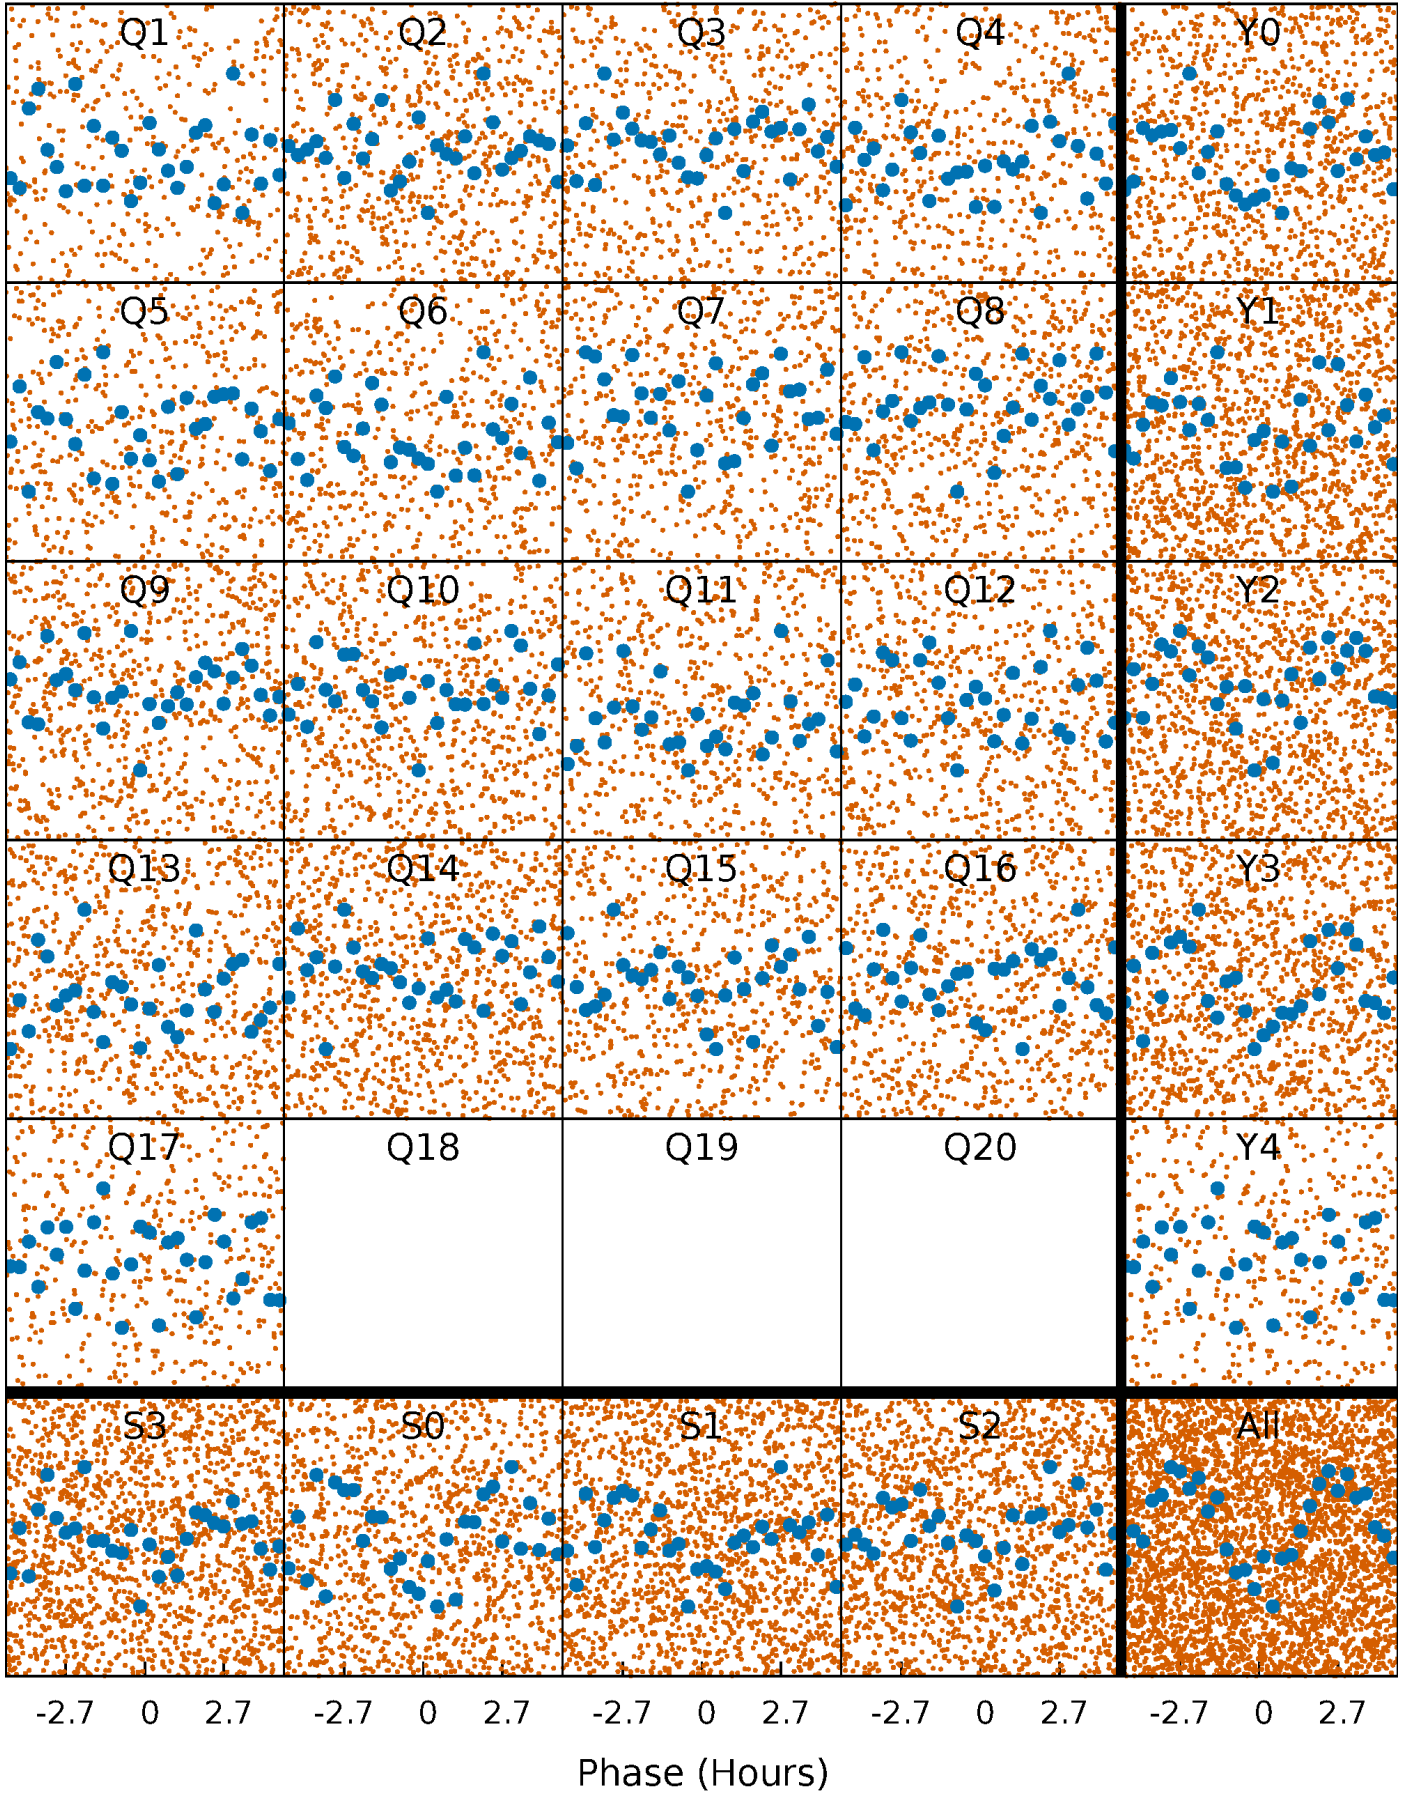 Q1 Q2 Q3 Q4 Y0
Q5 Q6 Q7 Q8 Y1
Q9 Q10 Q11 Q12 Y2
Q13 Q14 Q15 Q16 Y3
Q17 Q18 Q19 Q20 Y4
S3 S0 S1 S2 All
-2.7 0 2.7 -2.7 0 2.7 -2.7 0 2.7 -2.7 0 2.7 -2.7 0 2.7
Phase (Hours)